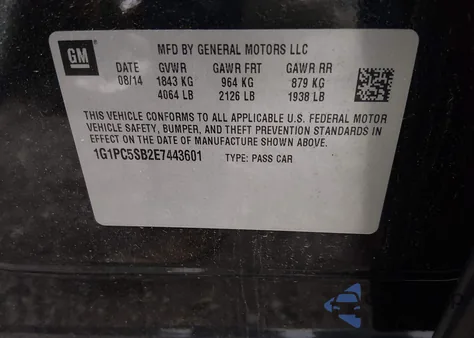 GM
MFD BY GENERAL MOTORS LLC
DATE GVWR GAWR FRT GAWR RR
08/14 1843 KG 964 KG 879 KG
4064 LB 2126 LB 1938 LB
THIS VEHICLE CONFORMS TO ALL APPLICABLE U.S. FEDERAL MOTOR
VEHICLE SAFETY, BUMPER, AND THEFT PREVENTION STANDARDS IN
EFFECT ON THE DATE OF MANUFACTURE SHOWN ABOVE.
1G1PC5SB2E7443601 TYPE: PASS CAR